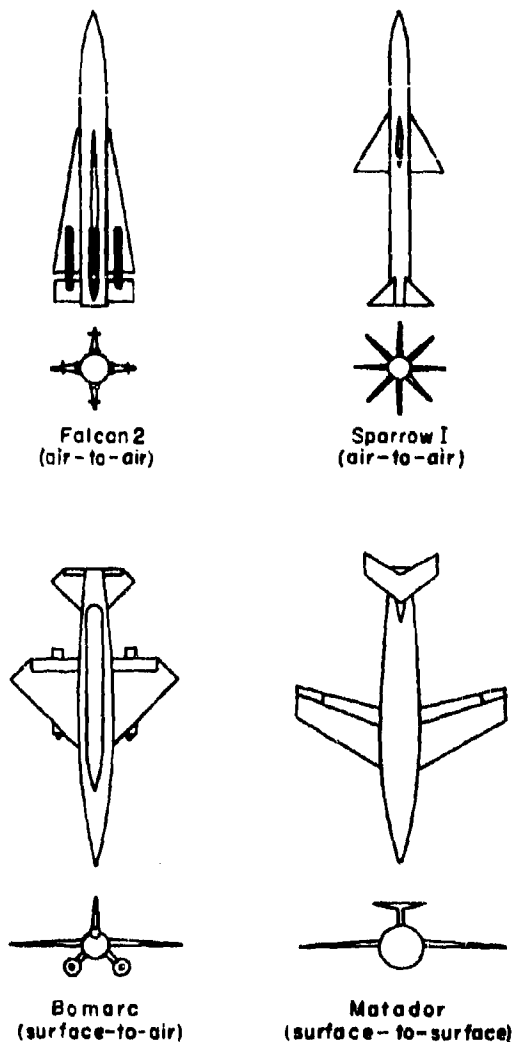 Falcon 2
(air-to-air)
Sparrow I
(air-to-air)
Bomarc
(surface-to-air)
Matador
(surface-to-surface)